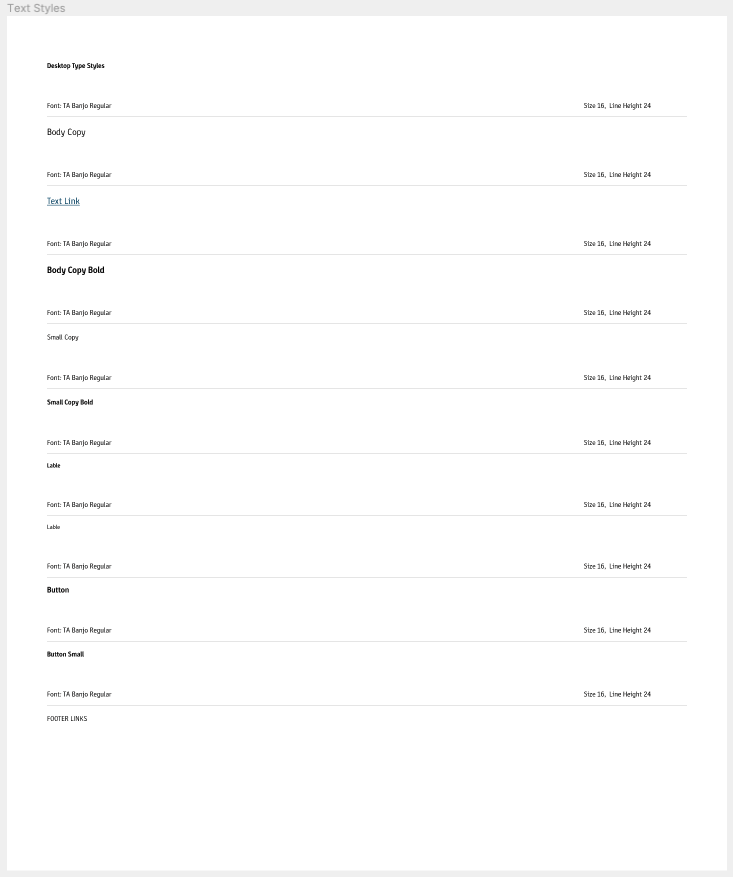 Text Styles
Desktop Type Styles
Font: TA Banjo Regular Size 16, Line Height 24
Body Copy
Font: TA Banjo Regular Size 16, Line Height 24
Text Link
Font: TA Banjo Regular Size 16, Line Height 24
Body Copy Bold
Font: TA Banjo Regular Size 16, Line Height 24
Small Copy
Font: TA Banjo Regular Size 16, Line Height 24
Small Copy Bold
Font: TA Banjo Regular Size 16, Line Height 24
Lable
Font: TA Banjo Regular Size 16, Line Height 24
Lable
Font: TA Banjo Regular Size 16, Line Height 24
Button
Font: TA Banjo Regular Size 16, Line Height 24
Button Small
Font: TA Banjo Regular Size 16, Line Height 24
FOOTER LINKS